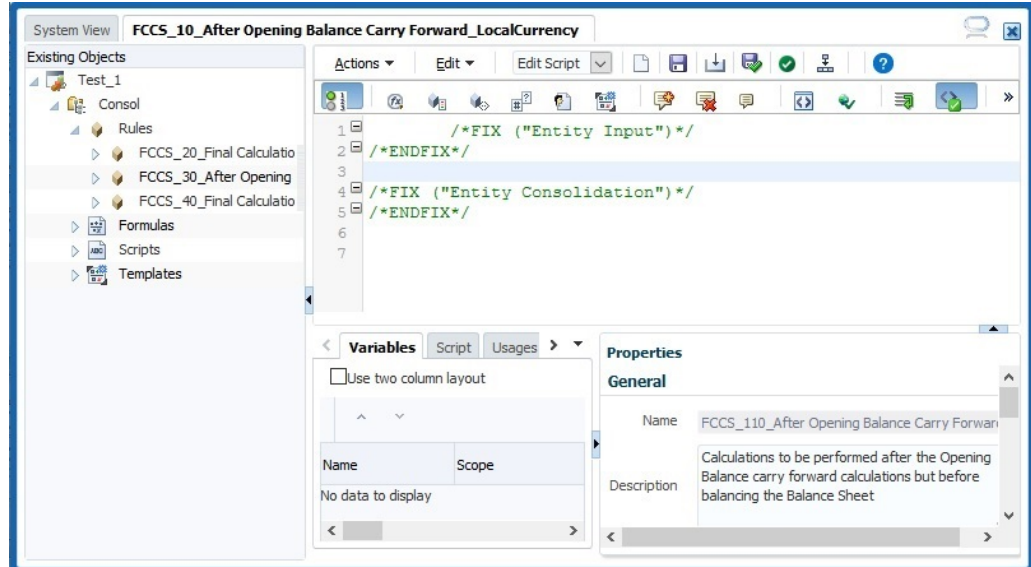 System View FCCS_10_After Opening Balance Carry Forward_LocalCurrency
Existing Objects
Test_1
Consol
Rules
FCCS_20_Final Calculatio
FCCS_30_After Opening
FCCS_40_Final Calculatio
Formulas
Scripts
Templates
Actions Edit Edit Script
1 /*FIX ("Entity Input")*/
2 /*ENDFIX*/
3
4 /*FIX ("Entity Consolidation")*/
5 /*ENDFIX*/
6
7
Variables Script Usages
Use two column layout
Name Scope
No data to display
Properties
General
Name FCCS_110_After Opening Balance Carry Forward
Description Calculations to be performed after the Opening
Balance carry forward calculations but before
balancing the Balance Sheet